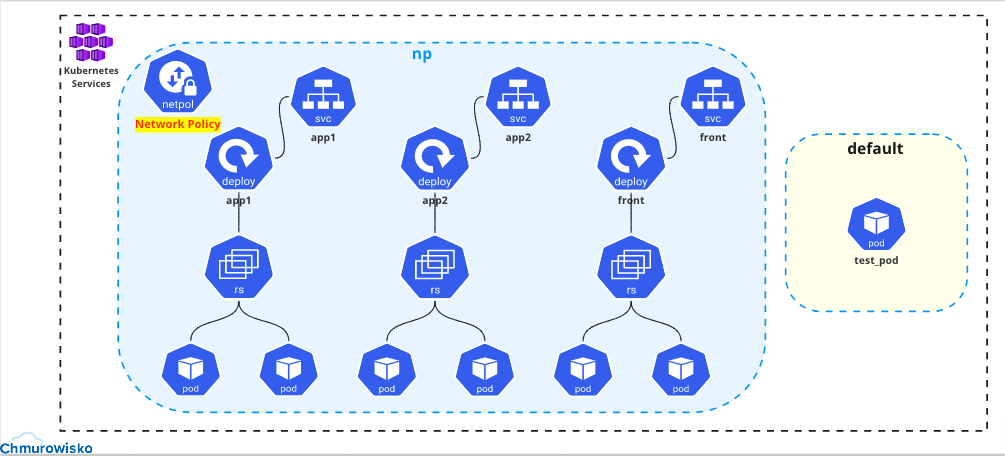 Kubernetes
Services
np
netpol
Network Policy
svc
app1
svc
app2
svc
front
deploy
app1
deploy
app2
deploy
front
default
pod
test_pod
rs
rs
rs
pod
pod
pod
pod
pod
pod
Chmurowisko